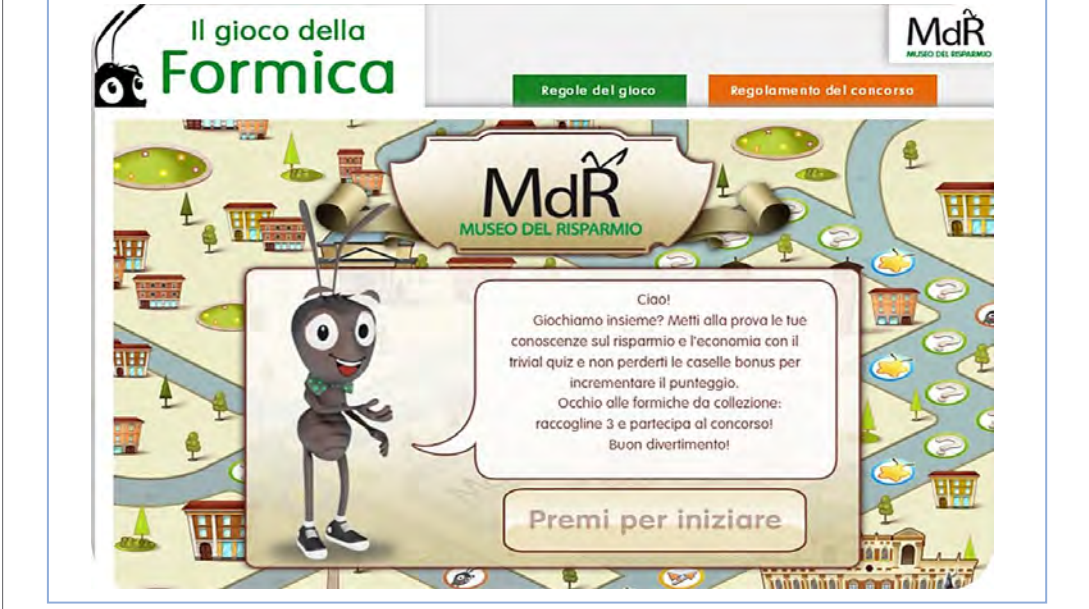 Il gioco della
Formica
MdR
MUSEO DEL RISPARMIO
Regole del gioco
Regolamento del concorso
MdR
MUSEO DEL RISPARMIO
Ciao!
Giochiamo insieme? Metti alla prova le tue
conoscenze sul risparmio e l'economia con il
trivial quiz e non perderti le caselle bonus per
incrementare il punteggio.
Occhio alle formiche da collezione:
raccogline 3 e partecipa al concorso!
Buon divertimento!
Premi per iniziare